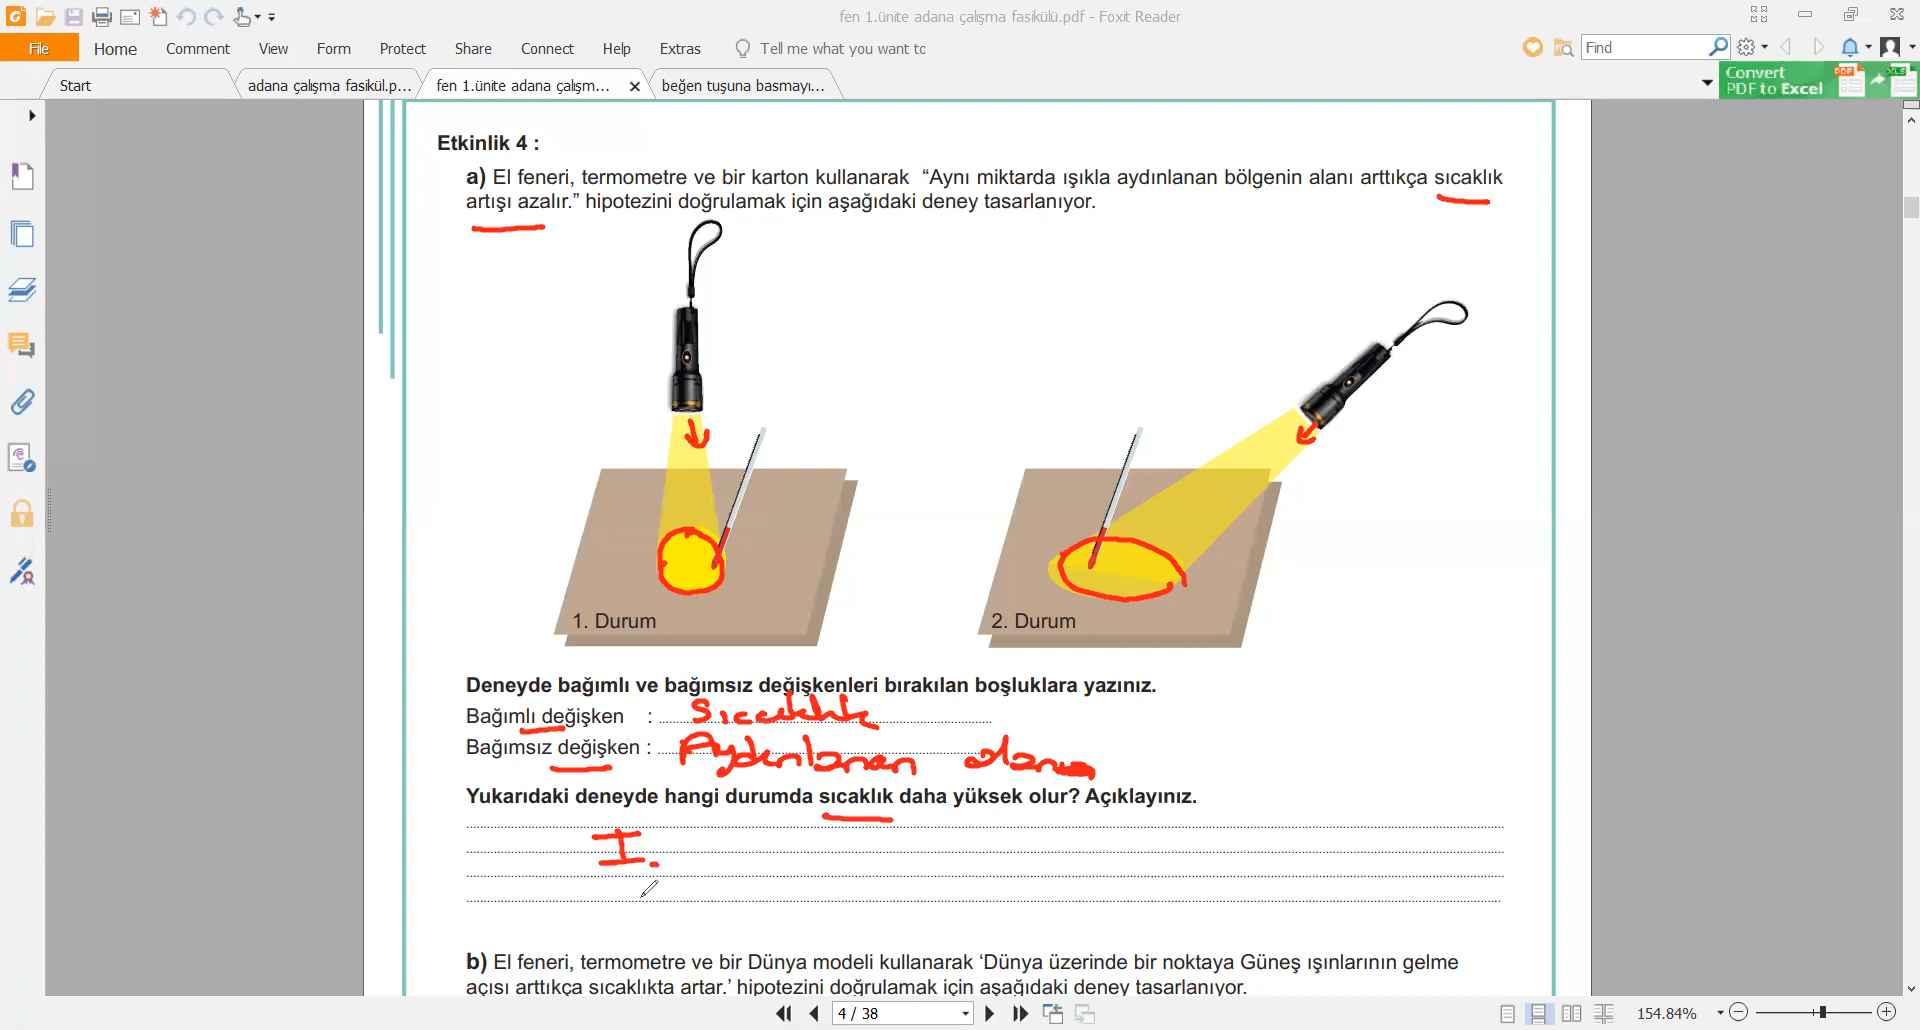 fen 1.ünite adana çalışma fasikülü.pdf - Foxit Reader
File Home Comment View Form Protect Share Connect Help Extras Tell me what you want to
Find
Start adana çalışma fasikül.p... fen 1.ünite adana çalışm... beğen tuşuna basmayı...
Convert
PDF to Excel
PDF XLS
Etkinlik 4 :
a) El feneri, termometre ve bir karton kullanarak “Aynı miktarda ışıkla aydınlanan bölgenin alanı arttıkça sıcaklık
artışı azalır.” hipotezini doğrulamak için aşağıdaki deney tasarlanıyor.
1. Durum 2. Durum
Deneyde bağımlı ve bağımsız değişkenleri bırakılan boşluklara yazınız.
Bağımlı değişken : Sıcaklık
Bağımsız değişken : Aydınlanan alan
Yukarıdaki deneyde hangi durumda sıcaklık daha yüksek olur? Açıklayınız.
I.
b) El feneri, termometre ve bir Dünya modeli kullanarak ‘Dünya üzerinde bir noktaya Güneş ışınlarının gelme
açısı arttıkça sıcaklıkta artar.’ hipotezini doğrulamak için aşağıdaki deney tasarlanıyor.
4 / 38
154.84%